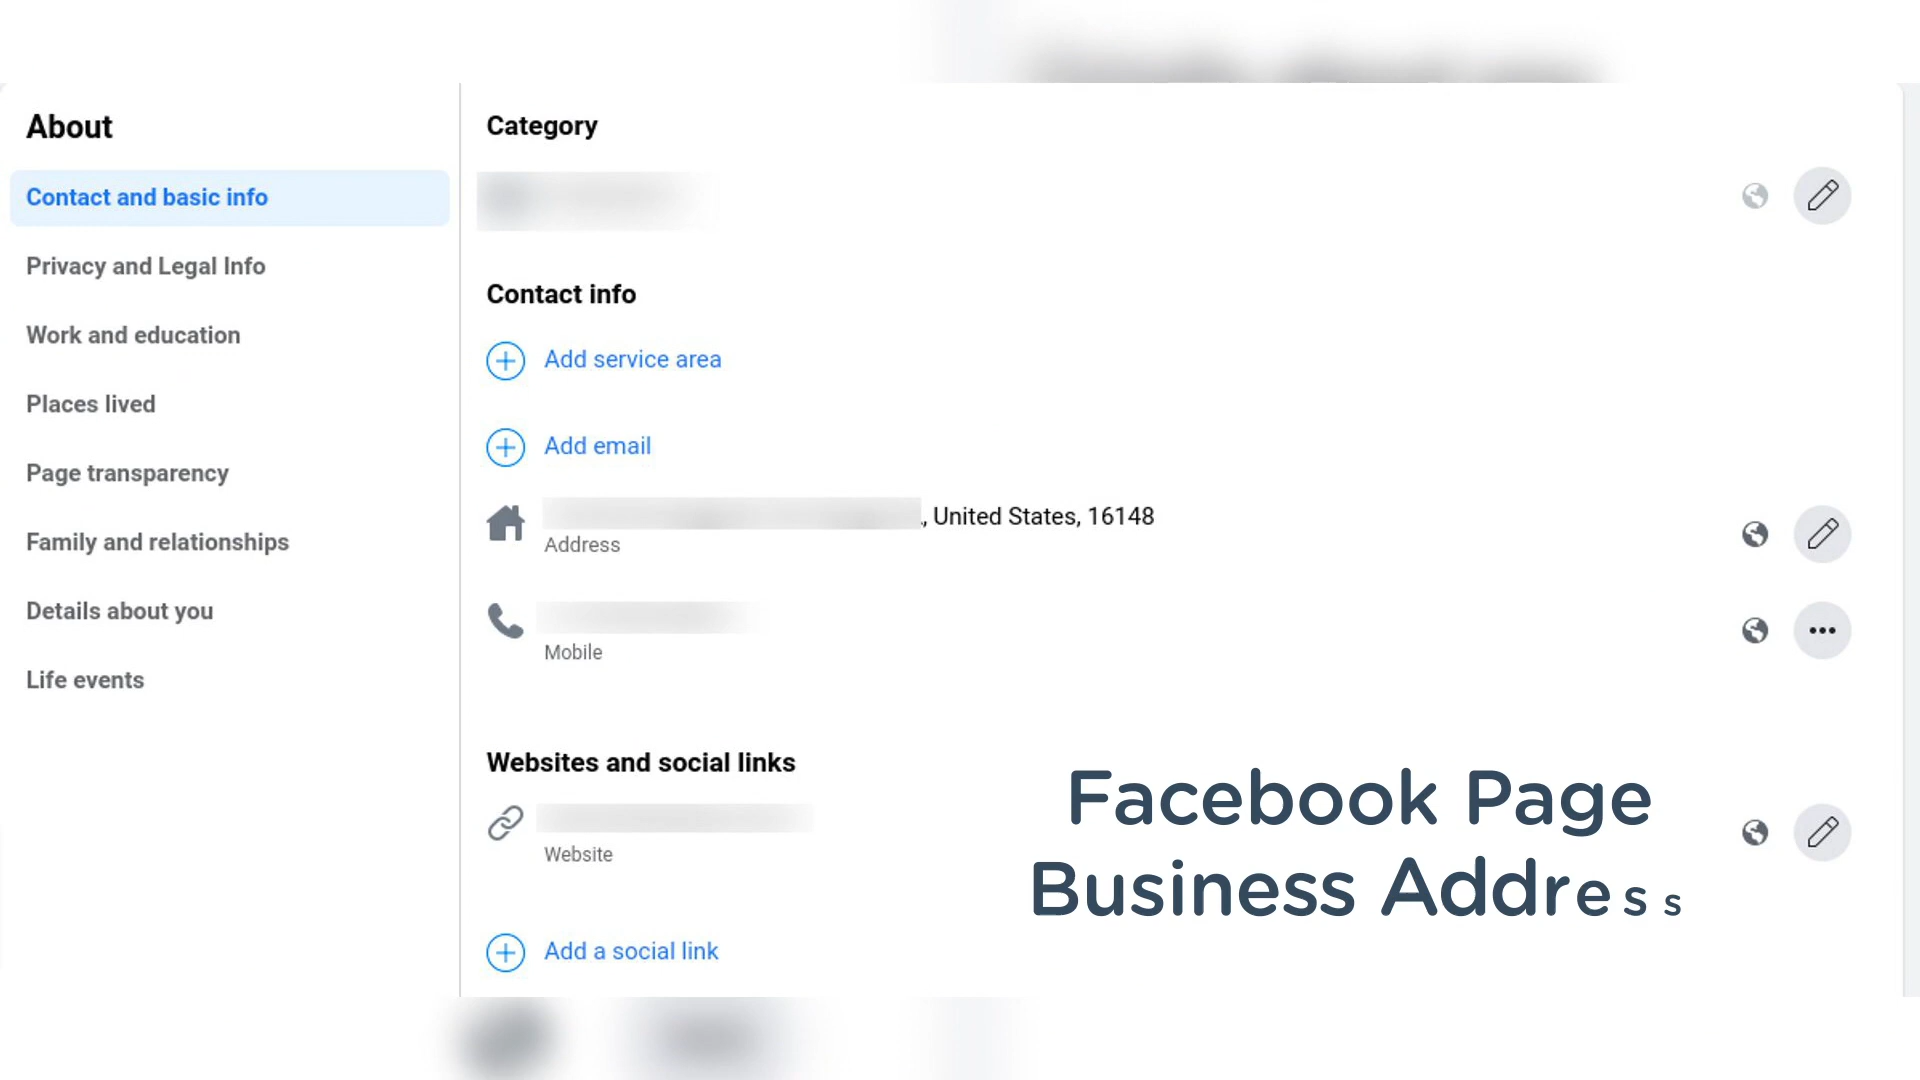 About
Contact and basic info
Privacy and Legal Info
Work and education
Places lived
Page transparency
Family and relationships
Details about you
Life events
Category
Contact info
Add service area
Add email
, United States, 16148
Address
Mobile
Websites and social links
Website
Add a social link
Facebook Page
Business Address